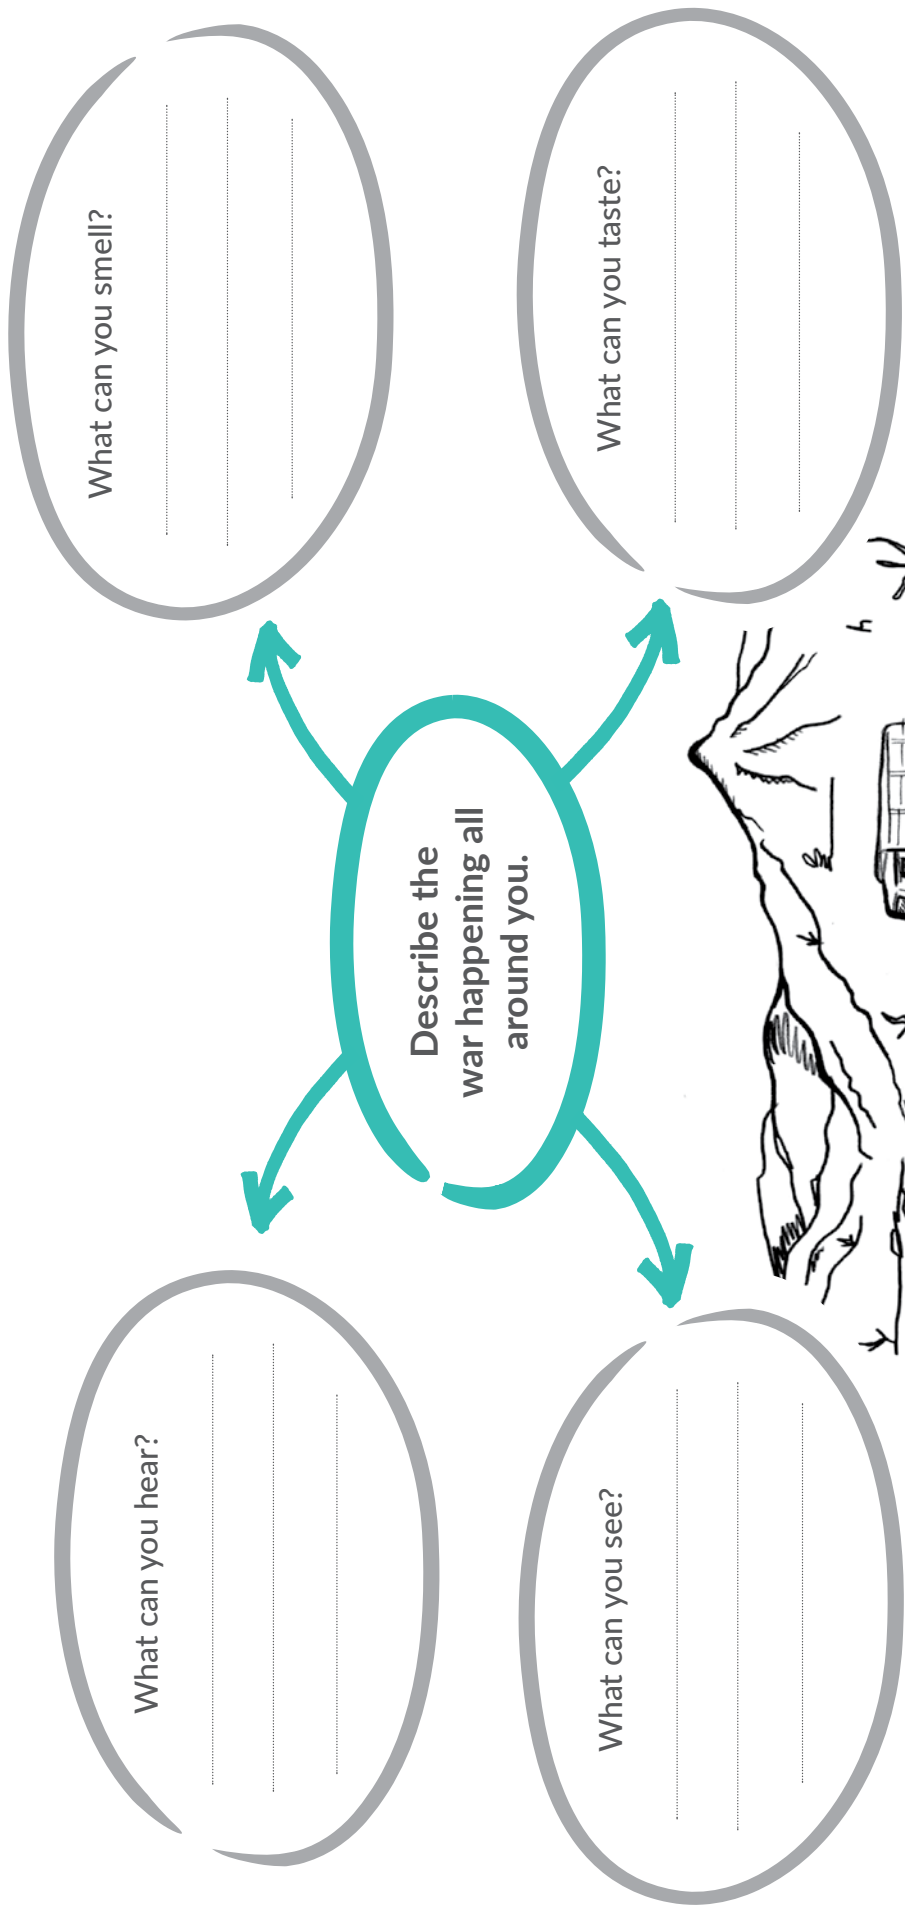 What can you hear?
What can you smell?
Describe the
war happening all
around you.
What can you see?
What can you taste?